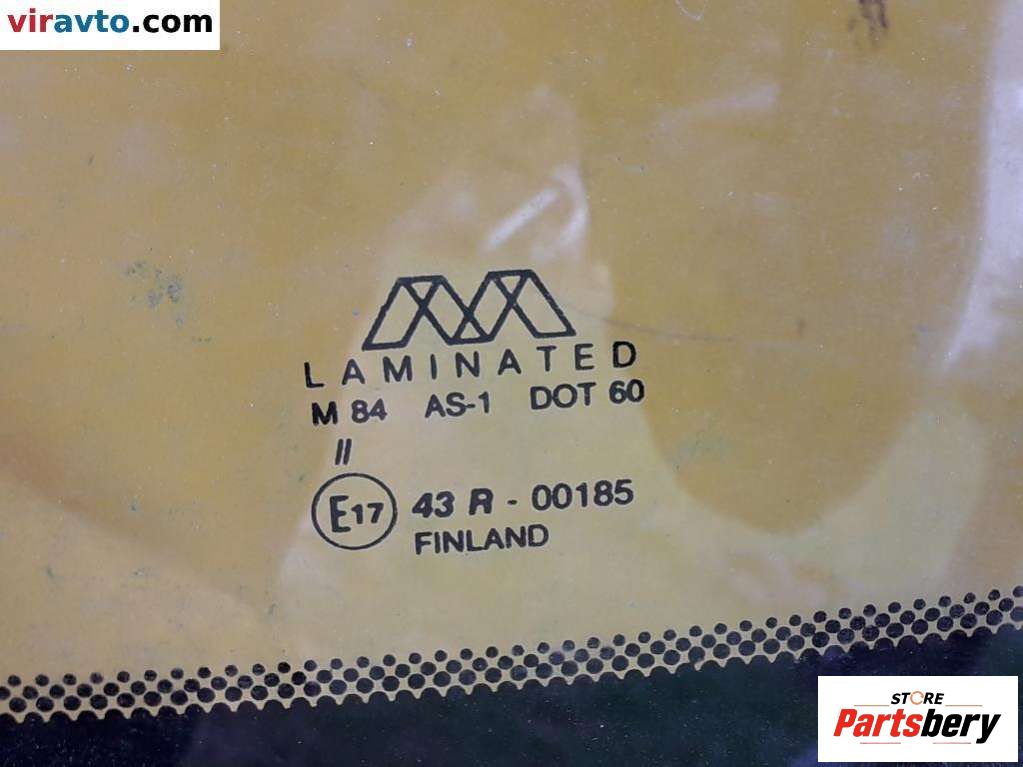 viravto.com
LAMINATED
M 84 AS-1 DOT 60
II
E17 43 R - 00185
FINLAND
STORE
Partsbery